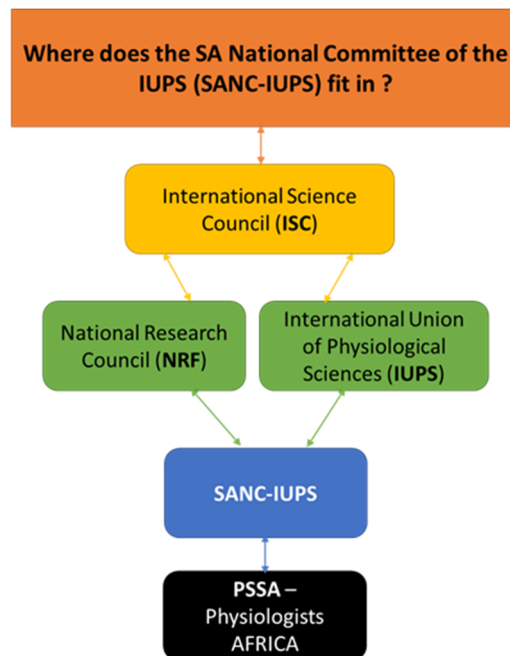 Where does the SA National Committee of the
IUPS (SANC-IUPS) fit in ?
International Science
Council (ISC)
National Research
Council (NRF)
International Union
of Physiological
Sciences (IUPS)
SANC-IUPS
PSSA –
Physiologists
AFRICA